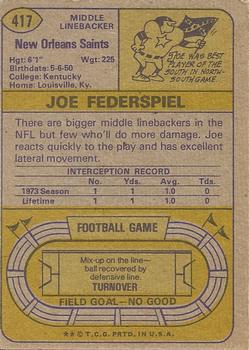 417
MIDDLE
LINEBACKER
New Orleans Saints
Hgt: 6'1" Wgt: 225
Birthdate: 5-6-50
College: Kentucky
Home: Louisville, Ky.
JOE WAS BEST
PLAYER OF THE
SOUTH IN NORTH-
SOUTH GAME.
JOE FEDERSPIEL
There are bigger middle linebackers in the
NFL but few who'll do more damage. Joe
reacts quickly to the play and has excellent
lateral movement.
INTERCEPTION RECORD
No. Yds. Avg. T.D.
1973 Season 1 1 1.0 0
Lifetime 1 1 1.0 0
FOOTBALL GAME
Mix-up on the line—
ball recovered by
defensive line.
TURNOVER
FIELD GOAL—NO GOOD
** © T.C.G. PRTD. IN U.S.A.